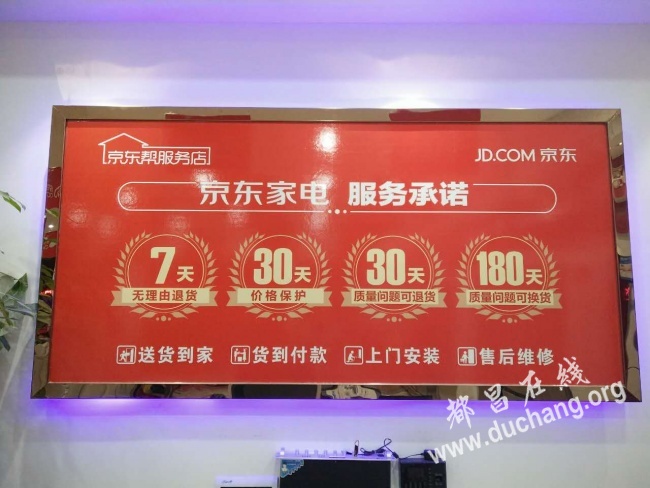 京东帮服务店
JD.COM 京东
京东家电 服务承诺
7天
无理由退货
30天
价格保护
30天
质量问题可退货
180天
质量问题可换货
送货到家 货到付款 上门安装 售后维修
都昌在线
www.duchang.org